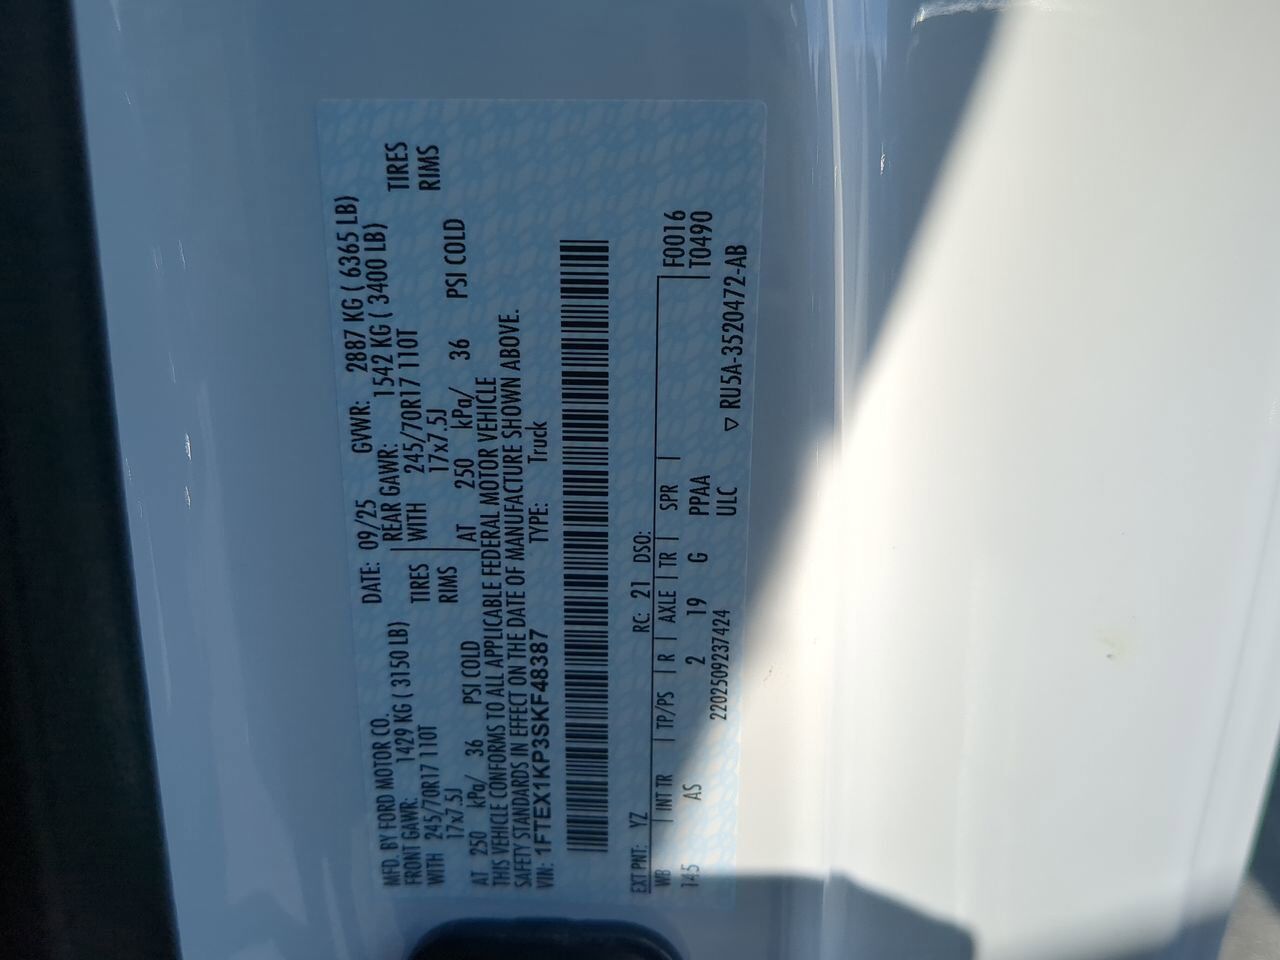 MFD. BY FORD MOTOR CO. DATE: 09/25 GVWR: 2887 KG ( 6365 LB)
FRONT GAWR: 1429 KG ( 3150 LB) REAR GAWR: 1542 KG ( 3400 LB)
WITH 245/70R17 110T TIRES WITH 245/70R17 110T TIRES
17x7.5J RIMS 17x7.5J RIMS
AT 250 kPa/ 36 PSI COLD AT 250 kPa/ 36 PSI COLD
THIS VEHICLE CONFORMS TO ALL APPLICABLE FEDERAL MOTOR VEHICLE
SAFETY STANDARDS IN EFFECT ON THE DATE OF MANUFACTURE SHOWN ABOVE.
VIN: 1FTEX1KP3SKF48387 TYPE: Truck
EXT PNT: YZ RC: 21 DSO:
WB INT TR TP/PS R AXLE TR SPR F0016
145 AS 2 19 G PPAA T0490
2202509237424 ULC ▽ RU5A-3520472-AB